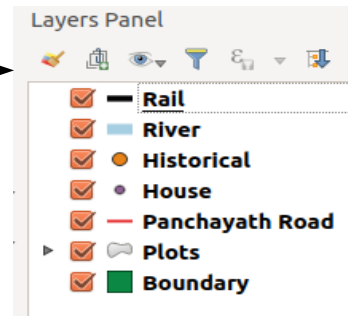 Layers Panel
Rail
River
Historical
House
Panchayath Road
Plots
Boundary